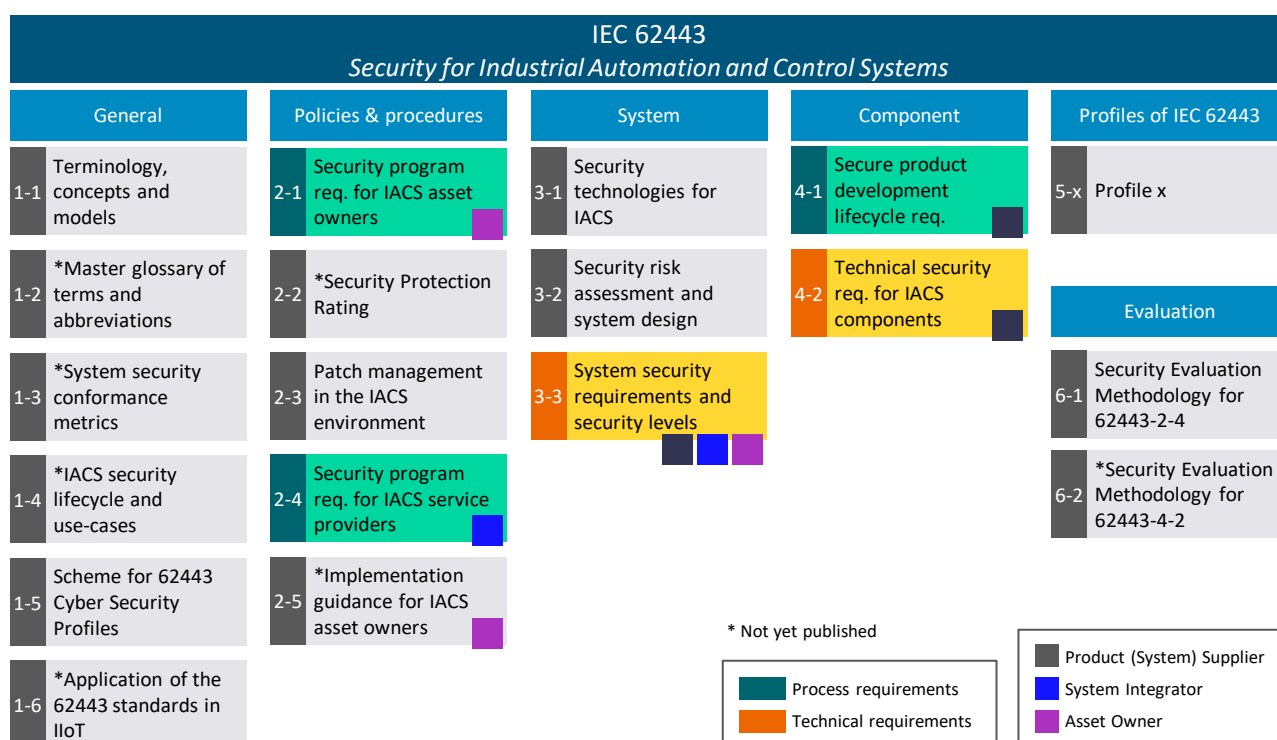 IEC 62443
Security for Industrial Automation and Control Systems
General
1-1
Terminology,
concepts and
models
1-2
*Master glossary of
terms and
abbreviations
1-3
*System security
conformance
metrics
1-4
*IACS security
lifecycle and
use-cases
1-5
Scheme for 62443
Cyber Security
Profiles
1-6
*Application of the
62443 standards in
IIoT
Policies & procedures
2-1
Security program
req. for IACS asset
owners
2-2
*Security Protection
Rating
2-3
Patch management
in the IACS
environment
2-4
Security program
req. for IACS service
providers
2-5
*Implementation
guidance for IACS
asset owners
System
3-1
Security
technologies for
IACS
3-2
Security risk
assessment and
system design
3-3
System security
requirements and
security levels
Component
4-1
Secure product
development
lifecycle req.
4-2
Technical security
req. for IACS
components
Profiles of IEC 62443
5-x
Profile x
Evaluation
6-1
Security Evaluation
Methodology for
62443-2-4
6-2
*Security Evaluation
Methodology for
62443-4-2
* Not yet published
Process requirements
Technical requirements
Product (System) Supplier
System Integrator
Asset Owner